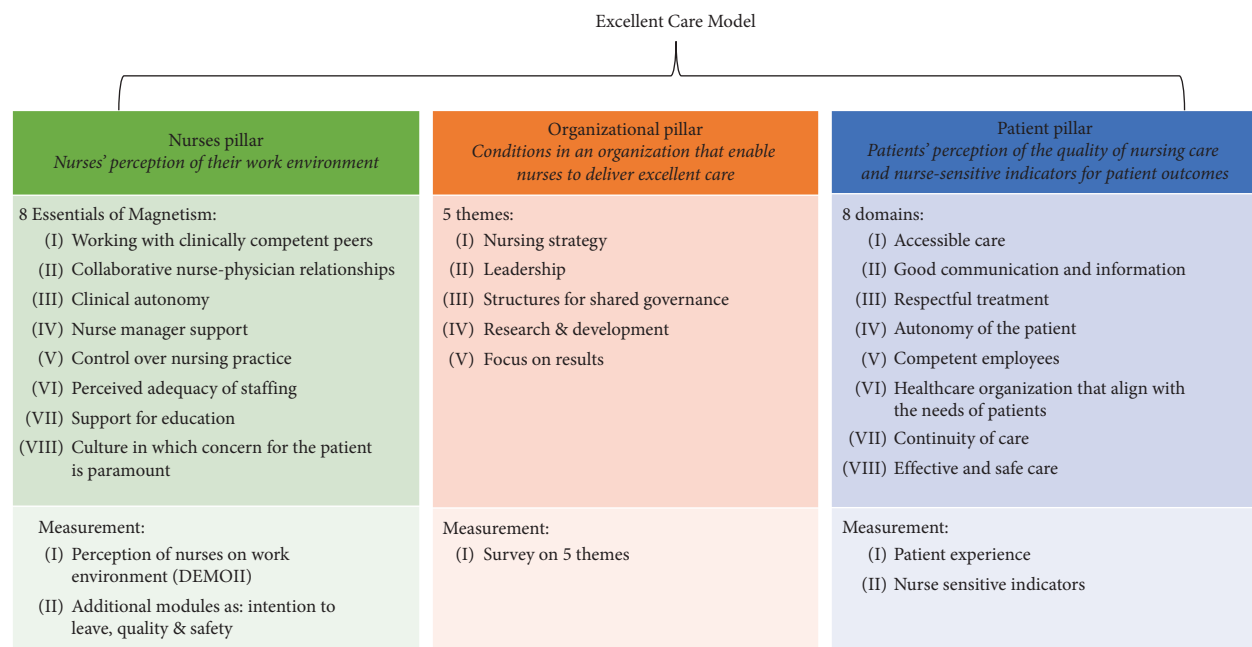 Excellent Care Model
Nurses pillar
Nurses' perception of their work environment
8 Essentials of Magnetism:
(I) Working with clinically competent peers
(II) Collaborative nurse-physician relationships
(III) Clinical autonomy
(IV) Nurse manager support
(V) Control over nursing practice
(VI) Perceived adequacy of staffing
(VII) Support for education
(VIII) Culture in which concern for the patient
is paramount
Measurement:
(I) Perception of nurses on work
environment (DEMOII)
(II) Additional modules as: intention to
leave, quality & safety
Organizational pillar
Conditions in an organization that enable
nurses to deliver excellent care
5 themes:
(I) Nursing strategy
(II) Leadership
(III) Structures for shared governance
(IV) Research & development
(V) Focus on results
Measurement:
(I) Survey on 5 themes
Patient pillar
Patients' perception of the quality of nursing care
and nurse-sensitive indicators for patient outcomes
8 domains:
(I) Accessible care
(II) Good communication and information
(III) Respectful treatment
(IV) Autonomy of the patient
(V) Competent employees
(VI) Healthcare organization that align with
the needs of patients
(VII) Continuity of care
(VIII) Effective and safe care
Measurement:
(I) Patient experience
(II) Nurse sensitive indicators